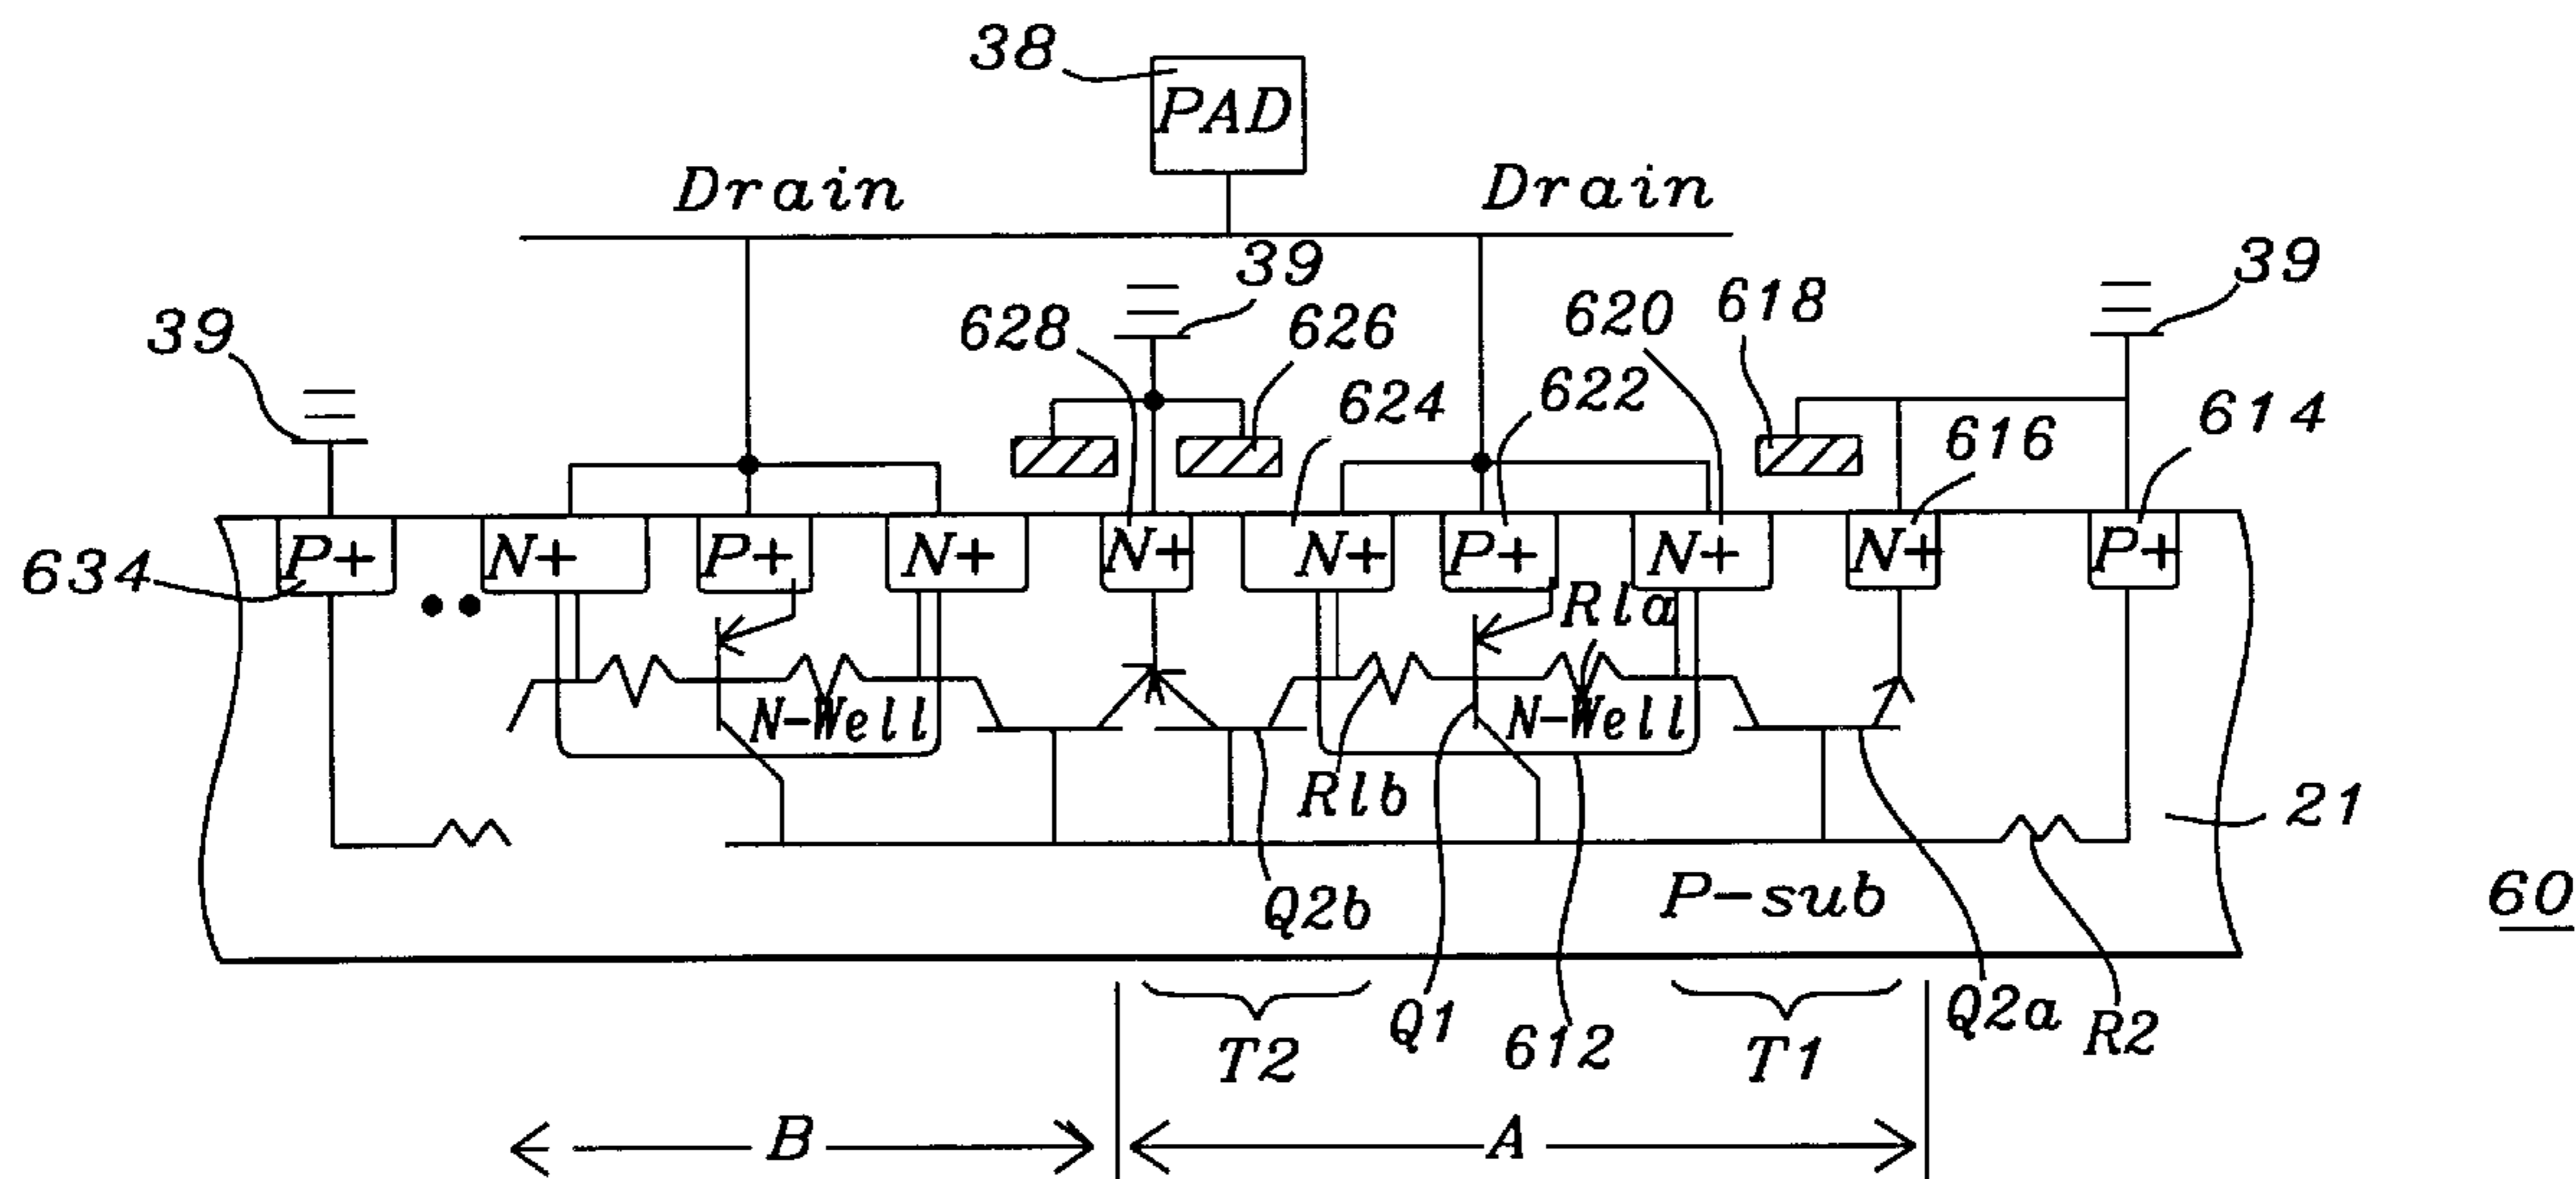 38
PAD
Drain
Drain
39
39
39
628
626
620
618
624
622
616
614
634
P+
N+
P+
N+
N+
N+
P+
N+
N+
P+
R1a
N-Well
N-Well
R1b
21
Q2b
P-sub
60
Q1
612
Q2a
R2
T2
T1
B
A